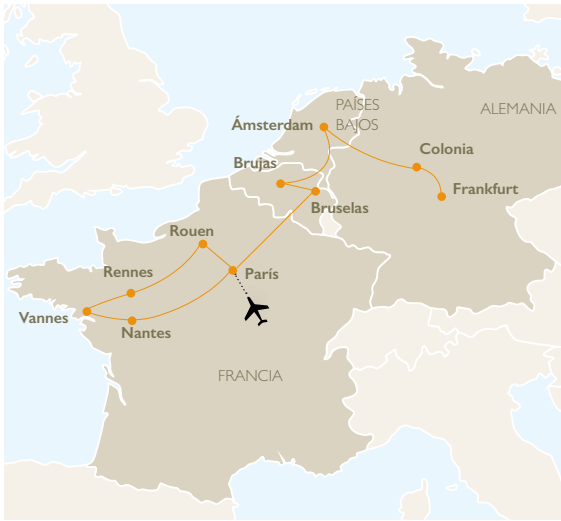 PAÍSES
BAJOS
ALEMANIA
Ámsterdam
Colonia
Brujas
Frankfurt
Bruselas
Rouen
París
Rennes
Vannes
Nantes
FRANCIA